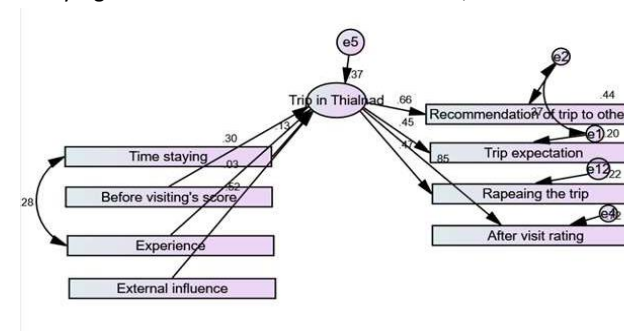 e5
.37
e2
Trip in Thialnad
.66
.44
Recommendation of trip to othe
.37
.45
.30
.13
e1
.20
Time staying
.47
.85
Trip expectation
.03
e12
.22
Before visiting's score
.52
Rapeaing the trip
28
e4
Experience
After visit rating
External influence